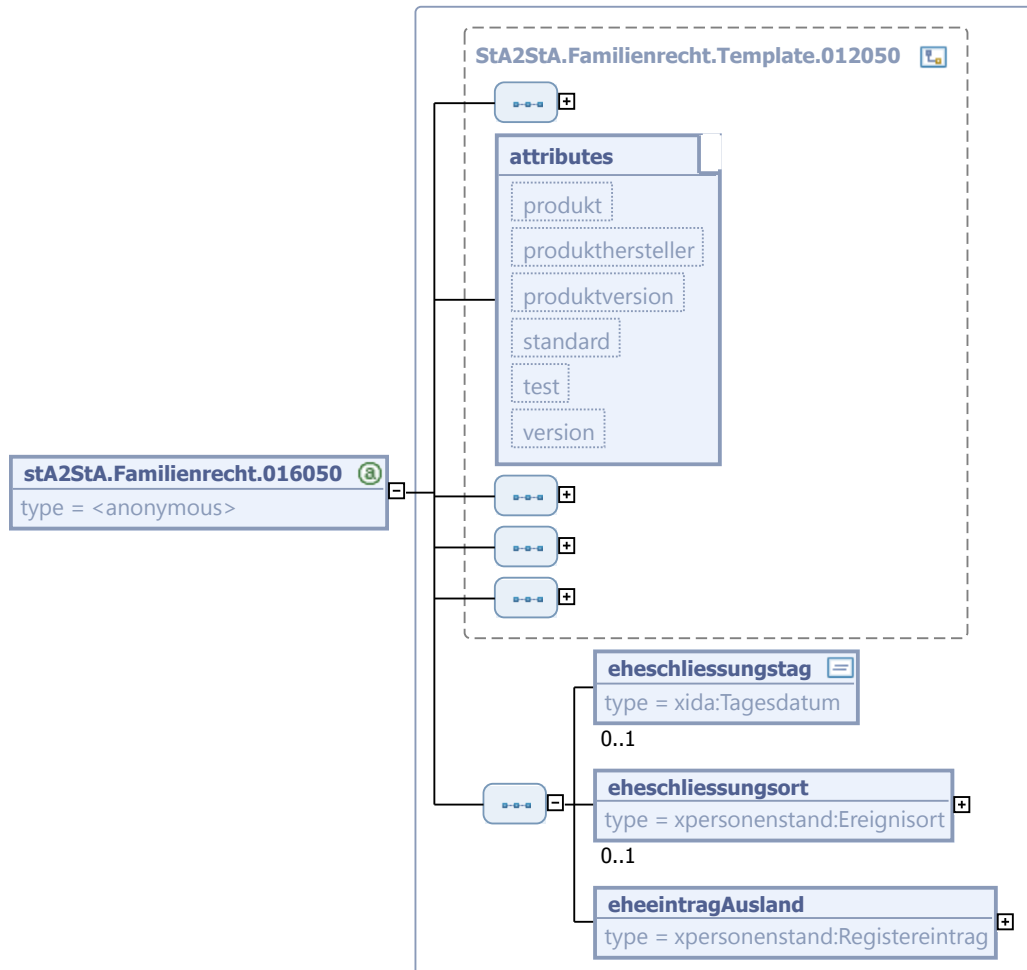 StA2StA.Familienrecht.Template.012050
attributes
produkt
produkthersteller
produktversion
standard
test
version
stA2StA.Familienrecht.016050
type = <anonymous>
eheschliessungstag
type = xida:Tagesdatum
0..1
eheschliessungsort
type = xpersonenstand:Ereignisort
0..1
eheeintragAusland
type = xpersonenstand:Registereintrag